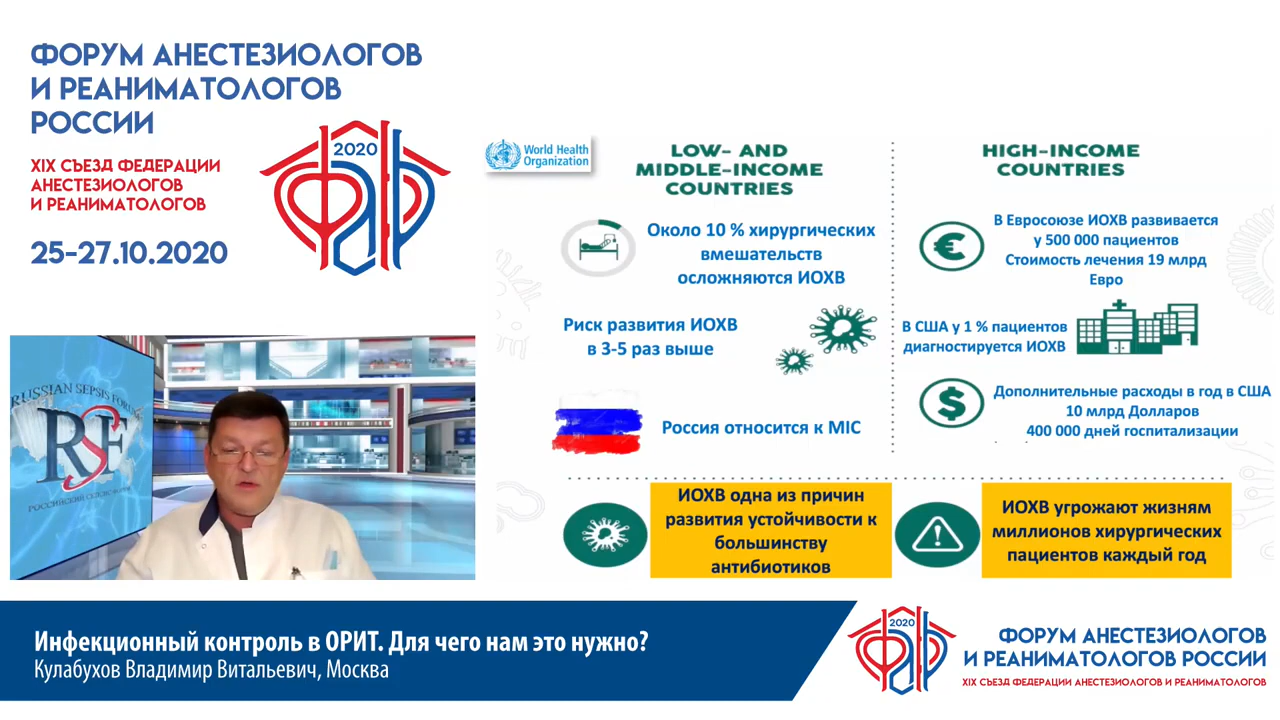 ФОРУМ АНЕСТЕЗИОЛОГОВ
И РЕАНИМАТОЛОГОВ
РОССИИ
XIX СЪЕЗД ФЕДЕРАЦИИ
АНЕСТЕЗИОЛОГОВ
И РЕАНИМАТОЛОГОВ
25-27.10.2020
2020
World Health
Organization
LOW- AND
MIDDLE-INCOME
COUNTRIES
Около 10 % хирургических
вмешательств
осложняются ИОХВ
Риск развития ИОХВ
в 3-5 раз выше
Россия относится к MIC
HIGH-INCOME
COUNTRIES
В Евросоюзе ИОХВ развивается
у 500 000 пациентов
Стоимость лечения 19 млрд
Евро
В США у 1 % пациентов
диагностируется ИОХВ
Дополнительные расходы в год в США
10 млрд Долларов
400 000 дней госпитализации
ИОХВ одна из причин
развития устойчивости к
большинству
антибиотиков
ИОХВ угрожают жизням
миллионов хирургических
пациентов каждый год
RUSSIAN SEPSIS FORUM
RSF
РОССИЙСКИЙ СЕПСИС ФОРУМ
Инфекционный контроль в ОРИТ. Для чего нам это нужно?
Кулабухов Владимир Витальевич, Москва
2020
ФОРУМ АНЕСТЕЗИОЛОГОВ
И РЕАНИМАТОЛОГОВ РОССИИ
XIX СЪЕЗД ФЕДЕРАЦИИ АНЕСТЕЗИОЛОГОВ И РЕАНИМАТОЛОГОВ